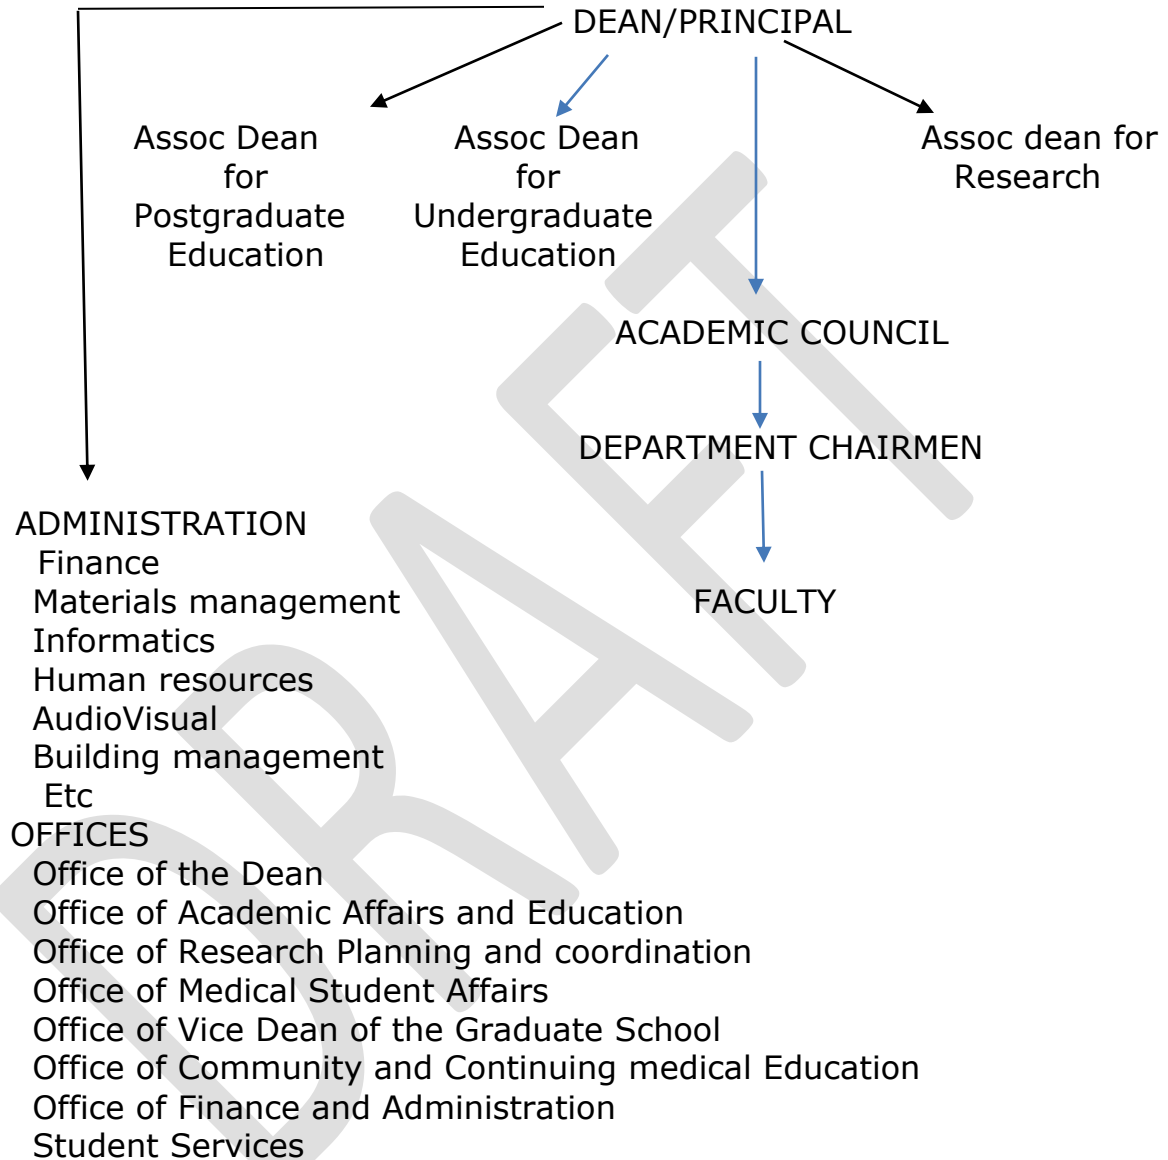 DEAN/PRINCIPAL
Assoc Dean
for
Postgraduate
Education
Assoc Dean
for
Undergraduate
Education
Assoc dean for
Research
ACADEMIC COUNCIL
DEPARTMENT CHAIRMEN
FACULTY
ADMINISTRATION
Finance
Materials management
Informatics
Human resources
AudioVisual
Building management
Etc
OFFICES
Office of the Dean
Office of Academic Affairs and Education
Office of Research Planning and coordination
Office of Medical Student Affairs
Office of Vice Dean of the Graduate School
Office of Community and Continuing medical Education
Office of Finance and Administration
Student Services
DRAFT